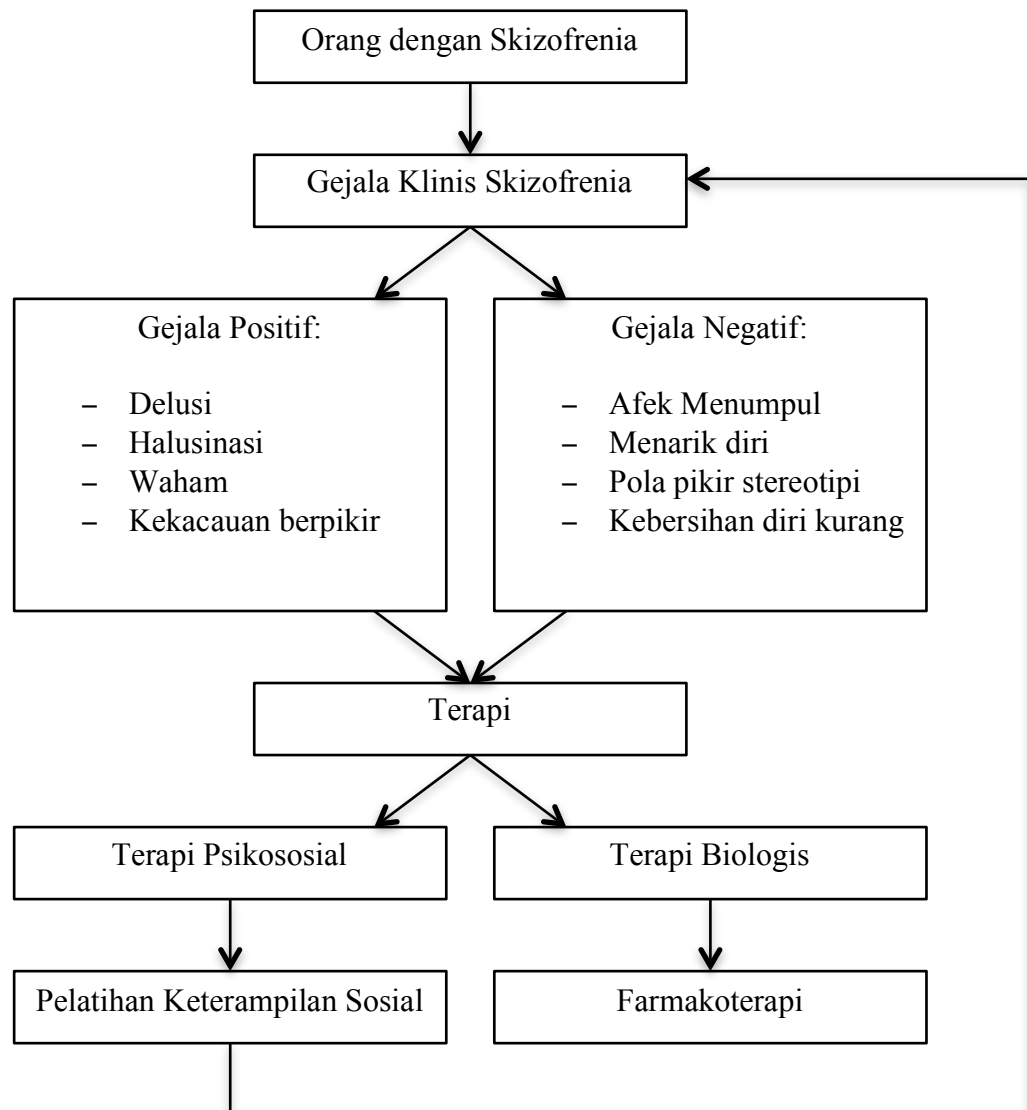 Orang dengan Skizofrenia
Gejala Klinis Skizofrenia
Gejala Positif:
– Delusi
– Halusinasi
– Waham
– Kekacauan berpikir
Gejala Negatif:
– Afek Menumpul
– Menarik diri
– Pola pikir stereotipi
– Kebersihan diri kurang
Terapi
Terapi Psikososial
Terapi Biologis
Pelatihan Keterampilan Sosial
Farmakoterapi